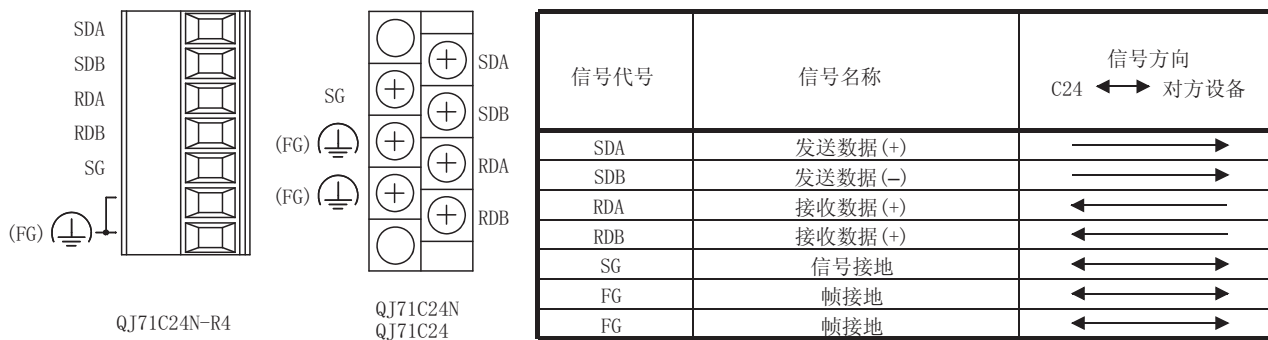 SDA
SDB
RDA
RDB
SG
(FG)
QJ71C24N-R4
SG
(FG)
(FG)
SDA
SDB
RDA
RDB
QJ71C24N
QJ71C24
信号代号 信号名称 信号方向
C24 对方设备
SDA 发送数据(+)
SDB 发送数据(−)
RDA 接收数据(+)
RDB 接收数据(+)
SG 信号接地
FG 帧接地
FG 帧接地